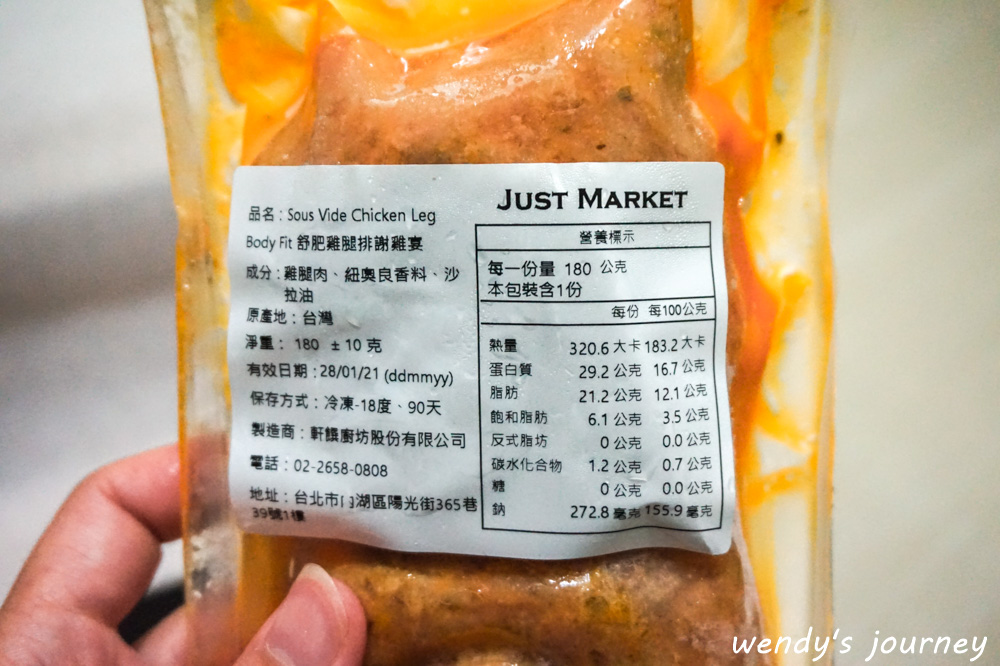 品名：Sous Vide Chicken Leg
Body Fit 舒肥雞腿排謝雞宴
成分：雞腿肉、紐奧良香料、沙
拉油
原產地：台灣
淨重： 180 ± 10 克
有效日期：28/01/21 (ddmmyy)
保存方式：冷凍-18度、90天
製造商：軒饌廚坊股份有限公司
電話：02-2658-0808
地址：台北市內湖區陽光街365巷
39號1樓
JUST MARKET
營養標示
每一份量 180 公克
本包裝含1份
每份 每100公克
熱量 320.6 大卡 183.2 大卡
蛋白質 29.2 公克 16.7 公克
脂肪 21.2 公克 12.1 公克
飽和脂肪 6.1 公克 3.5 公克
反式脂坊 0 公克 0.0 公克
碳水化合物 1.2 公克 0.7 公克
糖 0 公克 0.0 公克
鈉 272.8 毫克 155.9 毫克
wendy's journey